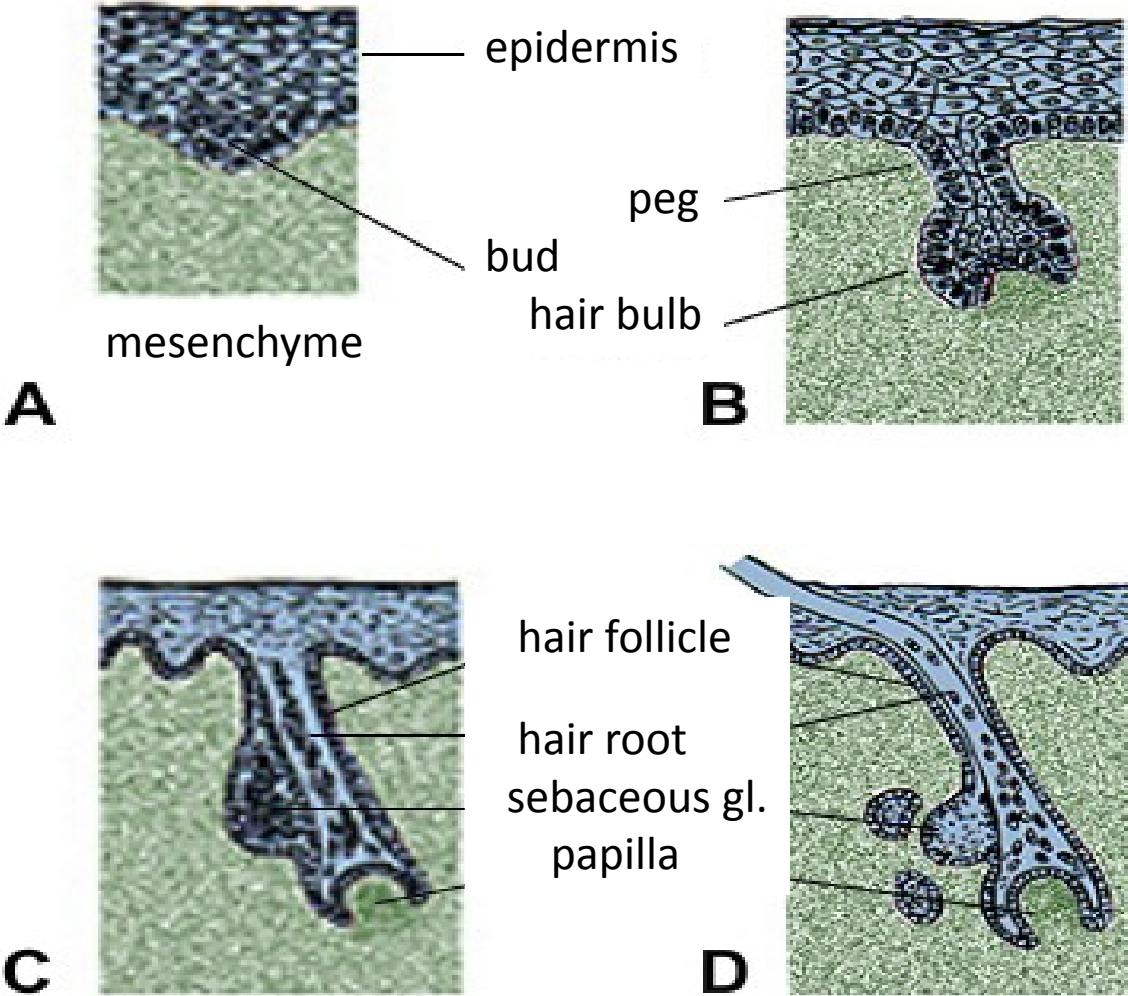 epidermis
peg
bud
hair bulb
mesenchyme
A
B
hair follicle
hair root
sebaceous gl.
papilla
C
D